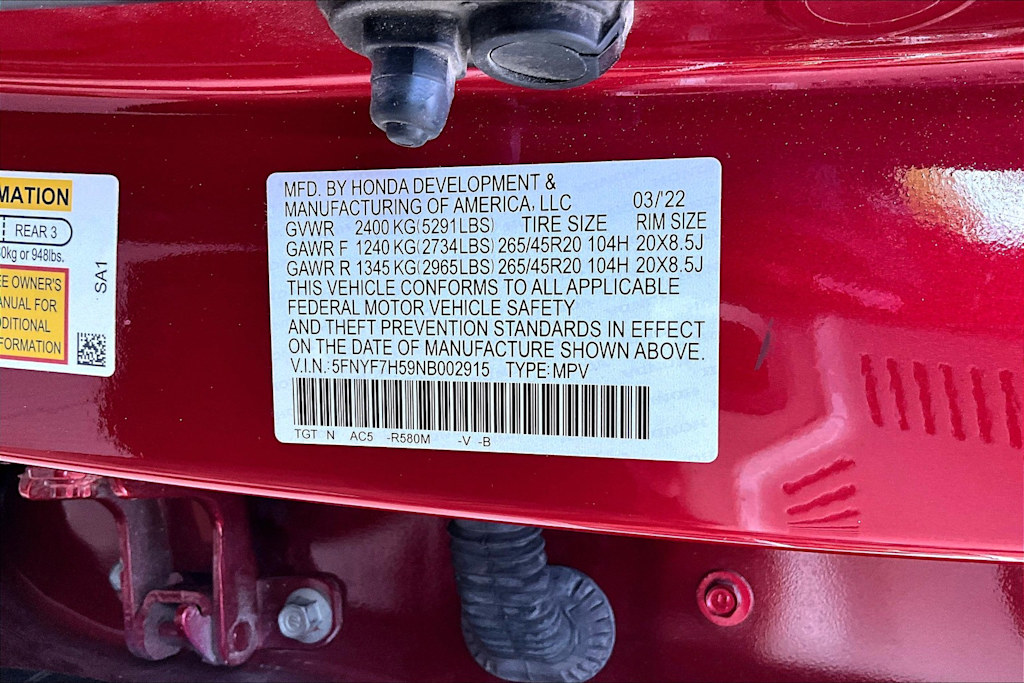 MATION
REAR 3
0kg or 948lbs.
EE OWNER'S
ANUAL FOR
DDITIONAL
FORMATION
SA1
MFD. BY HONDA DEVELOPMENT &
MANUFACTURING OF AMERICA, LLC 03/'22
GVWR 2400 KG(5291LBS) TIRE SIZE RIM SIZE
GAWR F 1240 KG(2734LBS) 265/45R20 104H 20X8.5J
GAWR R 1345 KG(2965LBS) 265/45R20 104H 20X8.5J
THIS VEHICLE CONFORMS TO ALL APPLICABLE
FEDERAL MOTOR VEHICLE SAFETY
AND THEFT PREVENTION STANDARDS IN EFFECT
ON THE DATE OF MANUFACTURE SHOWN ABOVE.
V.I.N.:5FNYF7H59NB002915 TYPE:MPV
TGT N AC5 -R580M -V -B